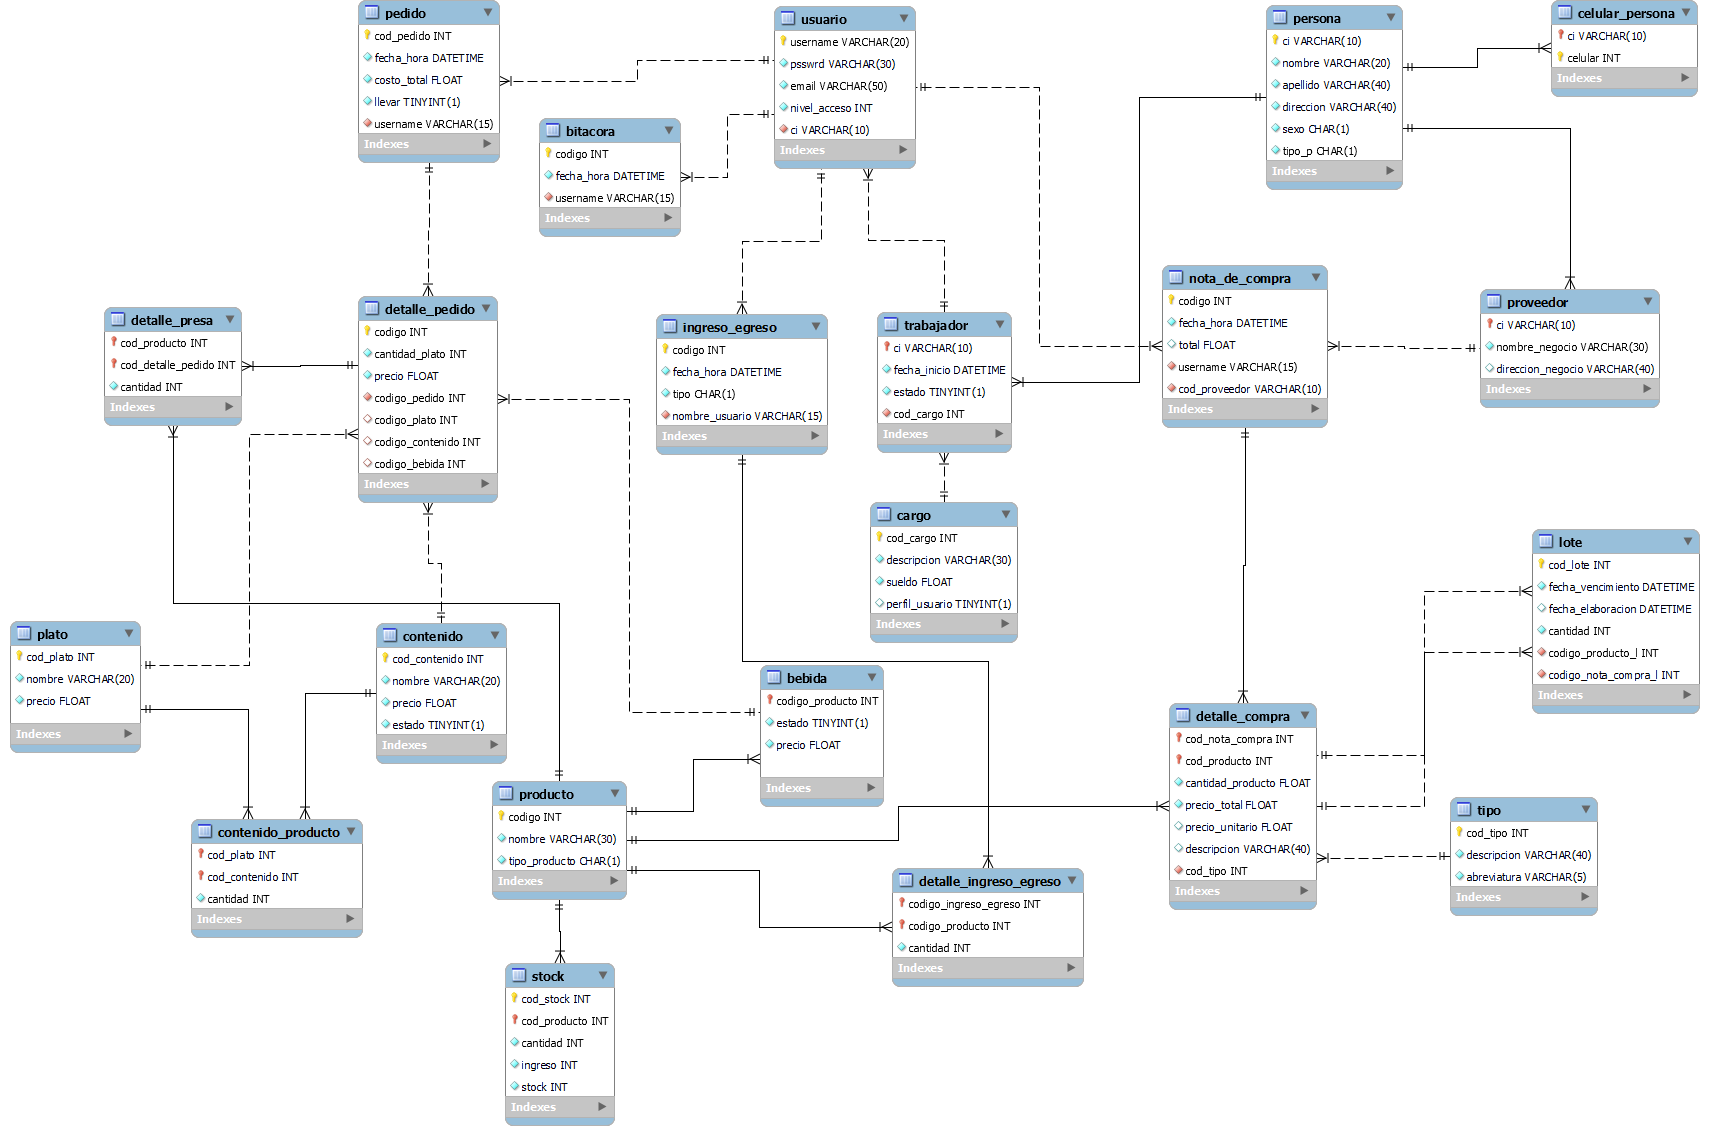 pedido
cod_pedido INT
fecha_hora DATETIME
costo_total FLOAT
llevar TINYINT(1)
username VARCHAR(15)
Indexes
usuario
username VARCHAR(20)
psswrd VARCHAR(30)
email VARCHAR(50)
nivel_acceso INT
ci VARCHAR(10)
Indexes
persona
ci VARCHAR(10)
nombre VARCHAR(20)
apellido VARCHAR(40)
direccion VARCHAR(40)
sexo CHAR(1)
tipo_p CHAR(1)
Indexes
celular_persona
ci VARCHAR(10)
celular INT
Indexes
bitacora
codigo INT
fecha_hora DATETIME
username VARCHAR(15)
Indexes
detalle_presa
cod_producto INT
cod_detalle_pedido INT
cantidad INT
Indexes
detalle_pedido
codigo INT
cantidad_plato INT
precio FLOAT
codigo_pedido INT
codigo_plato INT
codigo_contenido INT
codigo_bebida INT
Indexes
ingreso_egreso
codigo INT
fecha_hora DATETIME
tipo CHAR(1)
nombre_usuario VARCHAR(15)
Indexes
trabajador
ci VARCHAR(10)
fecha_inicio DATETIME
estado TINYINT(1)
cod_cargo INT
Indexes
nota_de_compra
codigo INT
fecha_hora DATETIME
total FLOAT
username VARCHAR(15)
cod_proveedor VARCHAR(10)
Indexes
proveedor
ci VARCHAR(10)
nombre_negocio VARCHAR(30)
direccion_negocio VARCHAR(40)
Indexes
cargo
cod_cargo INT
descripcion VARCHAR(30)
sueldo FLOAT
perfil_usuario TINYINT(1)
Indexes
lote
cod_lote INT
fecha_vencimiento DATETIME
fecha_elaboracion DATETIME
cantidad INT
codigo_producto_l INT
codigo_nota_compra_l INT
Indexes
plato
cod_plato INT
nombre VARCHAR(20)
precio FLOAT
Indexes
contenido
cod_contenido INT
nombre VARCHAR(20)
precio FLOAT
estado TINYINT(1)
Indexes
bebida
codigo_producto INT
estado TINYINT(1)
precio FLOAT
Indexes
detalle_compra
cod_nota_compra INT
cod_producto INT
cantidad_producto FLOAT
precio_total FLOAT
precio_unitario FLOAT
descripcion VARCHAR(40)
cod_tipo INT
Indexes
tipo
cod_tipo INT
descripcion VARCHAR(40)
abreviatura VARCHAR(5)
Indexes
contenido_producto
cod_plato INT
cod_contenido INT
cantidad INT
Indexes
producto
codigo INT
nombre VARCHAR(30)
tipo_producto CHAR(1)
Indexes
detalle_ingreso_egreso
codigo_ingreso_egreso INT
codigo_producto INT
cantidad INT
Indexes
stock
cod_stock INT
cod_producto INT
cantidad INT
ingreso INT
stock INT
Indexes